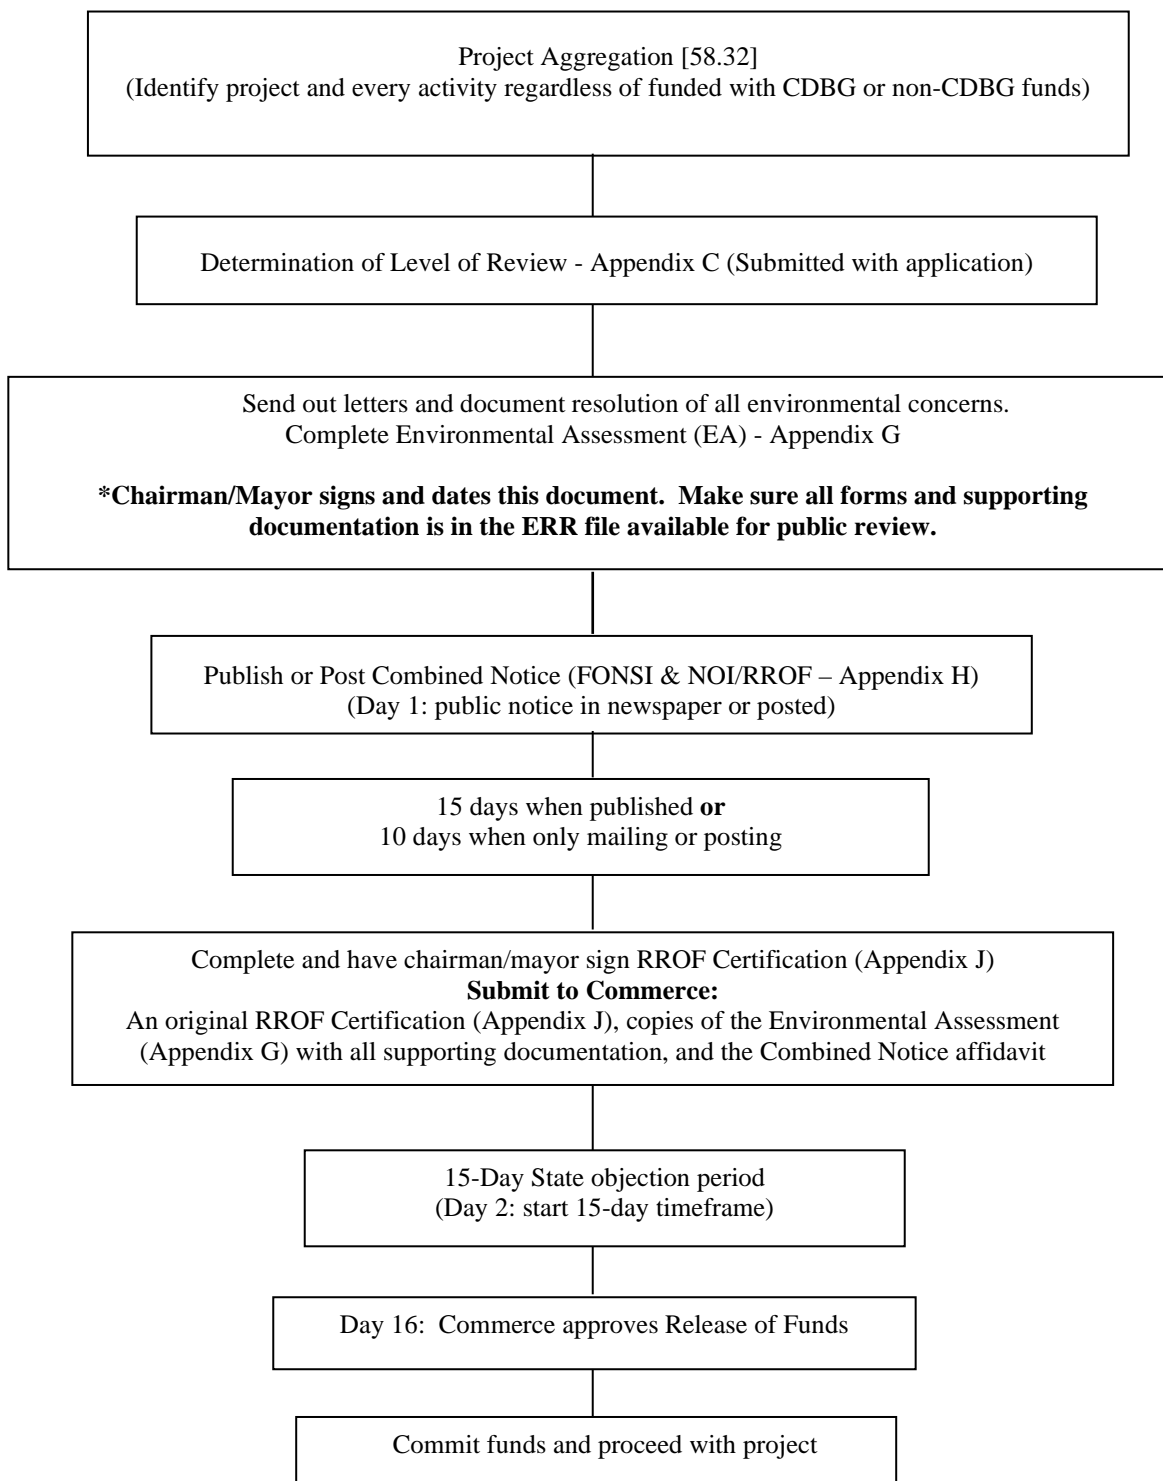 Project Aggregation [58.32]
(Identify project and every activity regardless of funded with CDBG or non-CDBG funds)
Determination of Level of Review - Appendix C (Submitted with application)
Send out letters and document resolution of all environmental concerns.
Complete Environmental Assessment (EA) - Appendix G
*Chairman/Mayor signs and dates this document.  Make sure all forms and supporting
documentation is in the ERR file available for public review.
Publish or Post Combined Notice (FONSI & NOI/RROF – Appendix H)
(Day 1: public notice in newspaper or posted)
15 days when published or
10 days when only mailing or posting
Complete and have chairman/mayor sign RROF Certification (Appendix J)
Submit to Commerce:
An original RROF Certification (Appendix J), copies of the Environmental Assessment
(Appendix G) with all supporting documentation, and the Combined Notice affidavit
15-Day State objection period
(Day 2: start 15-day timeframe)
Day 16:  Commerce approves Release of Funds
Commit funds and proceed with project